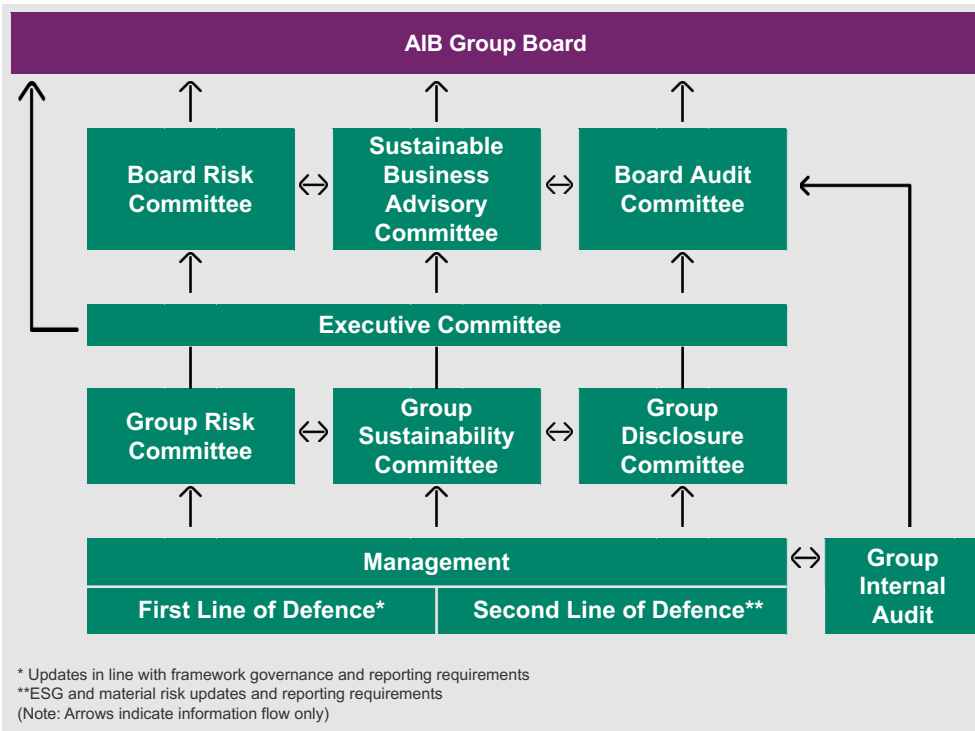 AIB Group Board
Board Risk
Committee
Sustainable
Business
Advisory
Committee
Board Audit
Committee
Executive Committee
Group Risk
Committee
Group
Sustainability
Committee
Group
Disclosure
Committee
Management
First Line of Defence*
Second Line of Defence**
Group
Internal
Audit
* Updates in line with framework governance and reporting requirements
**ESG and material risk updates and reporting requirements
(Note: Arrows indicate information flow only)